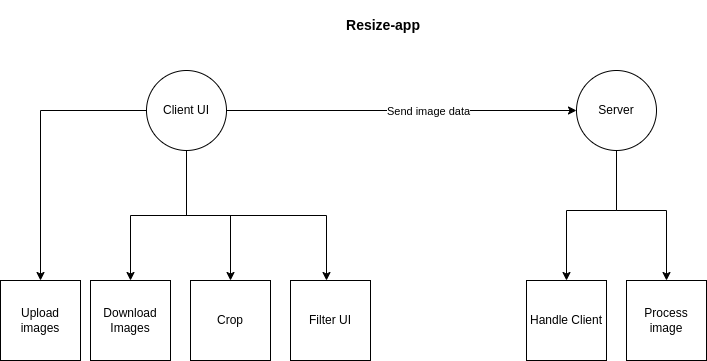 Resize-app
Client UI
Send image data
Server
Upload
images
Download
Images
Crop
Filter UI
Handle Client
Process
image